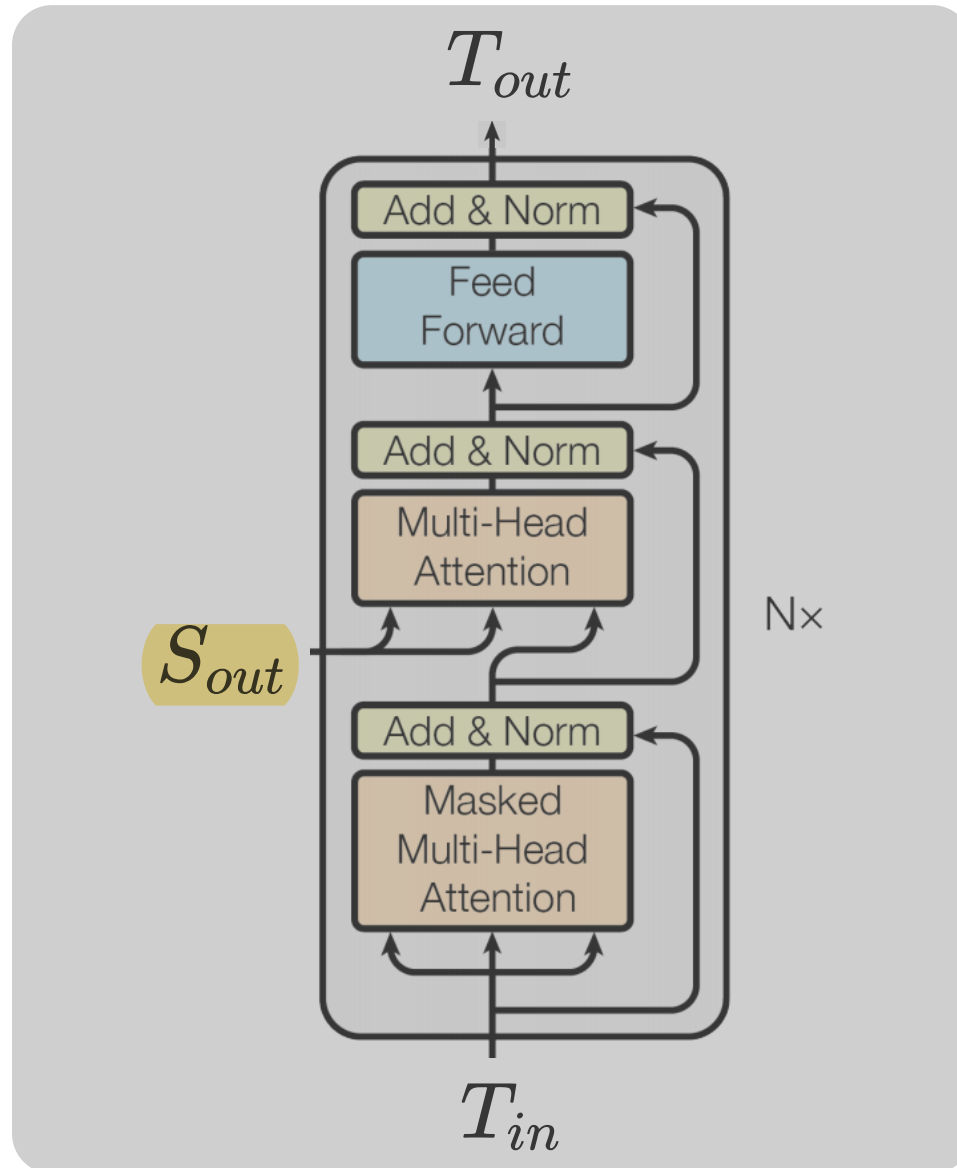 T_out
Add & Norm
Feed
Forward
Add & Norm
Multi-Head
Attention
N×
S_out
Add & Norm
Masked
Multi-Head
Attention
T_in